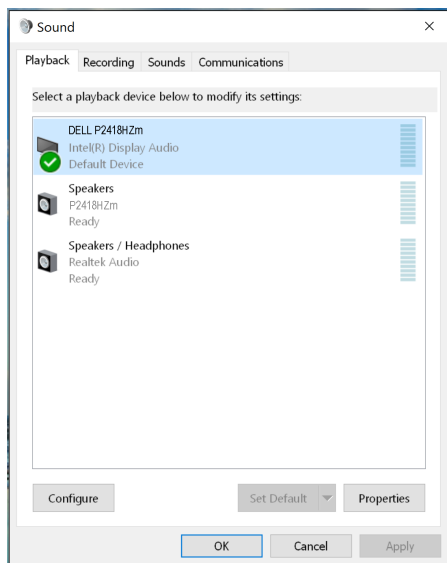 Sound
Playback Recording Sounds Communications
Select a playback device below to modify its settings:
DELL P2418HZm
Intel(R) Display Audio
Default Device
Speakers
P2418HZm
Ready
Speakers / Headphones
Realtek Audio
Ready
Configure Set Default Properties
OK Cancel Apply